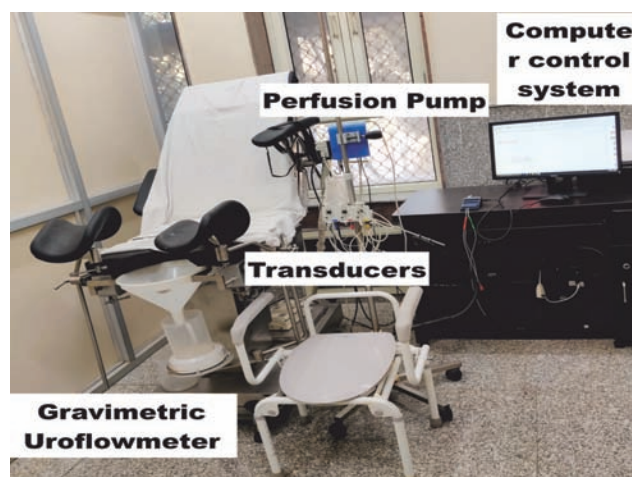 Compute
r control
system
Perfusion Pump
Transducers
Gravimetric
Uroflowmeter